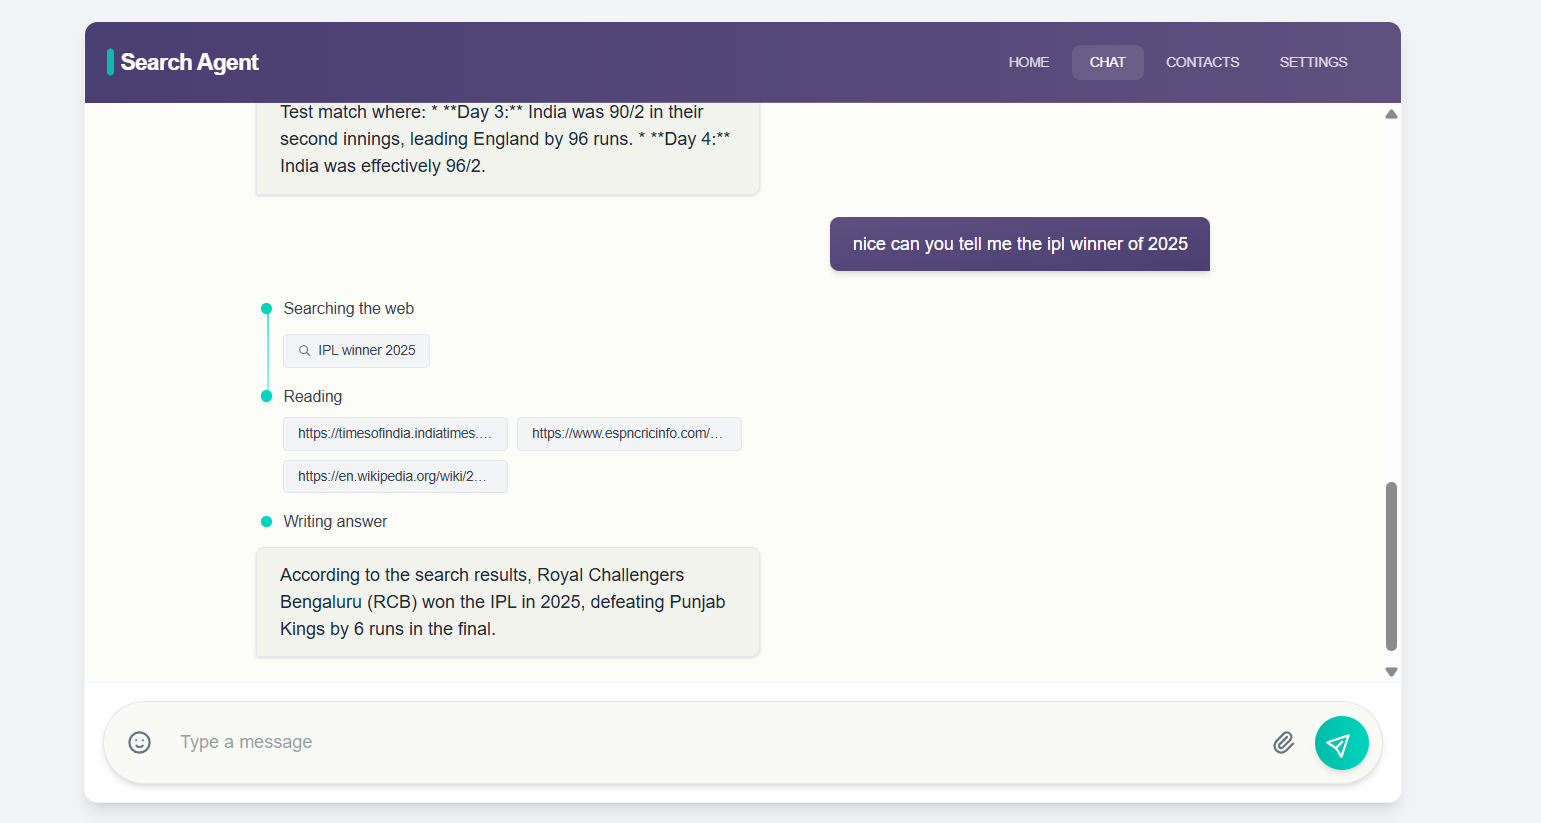 Search Agent
HOME
CHAT
CONTACTS
SETTINGS
Test match where: * **Day 3:** India was 90/2 in their
second innings, leading England by 96 runs. * **Day 4:**
India was effectively 96/2.
nice can you tell me the ipl winner of 2025
Searching the web
IPL winner 2025
Reading
https://timesofindia.indiatimes.…
https://www.espncricinfo.com/…
https://en.wikipedia.org/wiki/2…
Writing answer
According to the search results, Royal Challengers
Bengaluru (RCB) won the IPL in 2025, defeating Punjab
Kings by 6 runs in the final.
Type a message